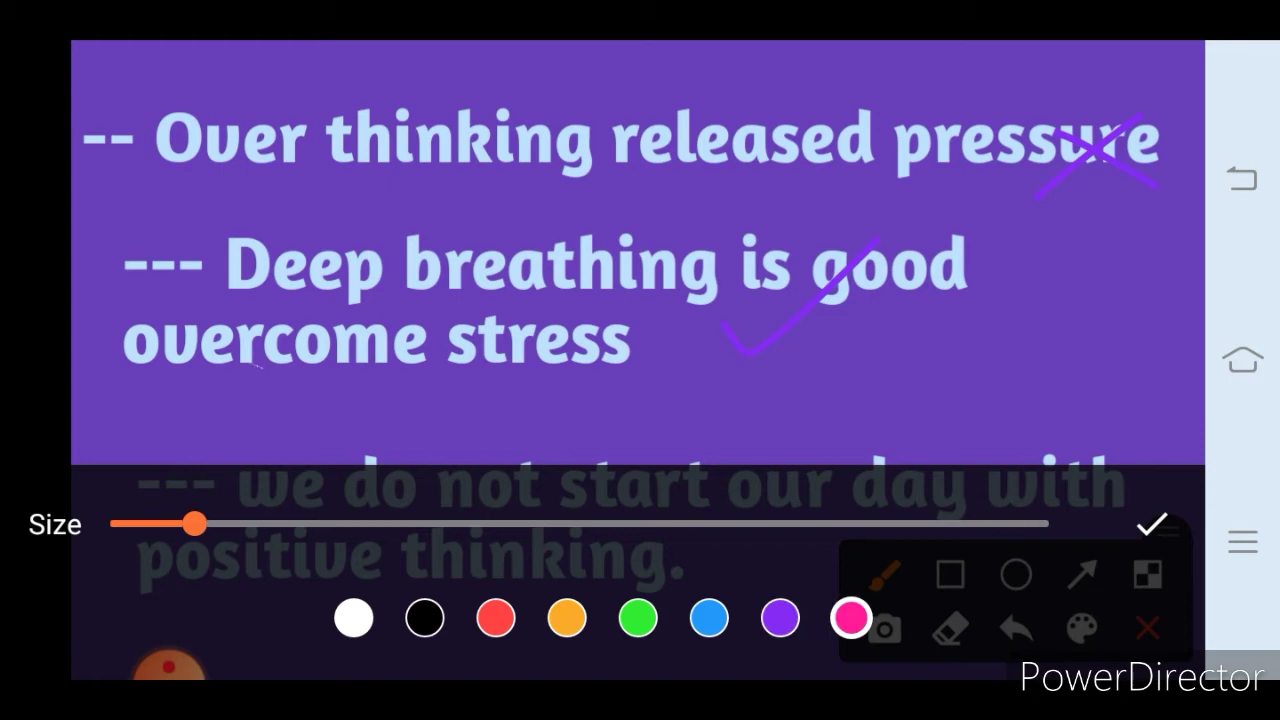 -- Over thinking released pressure
--- Deep breathing is good
overcome stress
--- we do not start our day with
positive thinking.
Size
PowerDirector